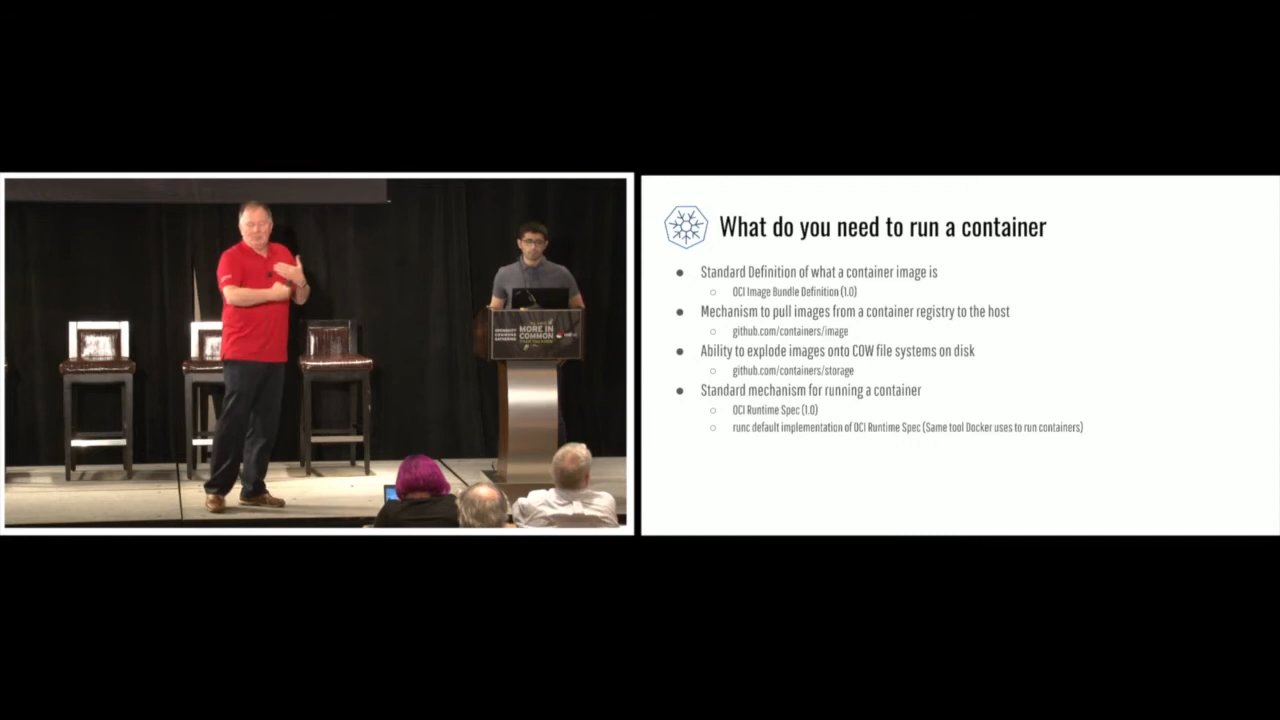 OPENSHIFT
COMMONS
GATHERING
MORE IN
COMMON
What do you need to run a container
● Standard Definition of what a container image is
○ OCI Image Bundle Definition (1.0)
● Mechanism to pull images from a container registry to the host
○ github.com/containers/image
● Ability to explode images onto COW file systems on disk
○ github.com/containers/storage
● Standard mechanism for running a container
○ OCI Runtime Spec (1.0)
○ runc default implementation of OCI Runtime Spec (Same tool Docker uses to run containers)